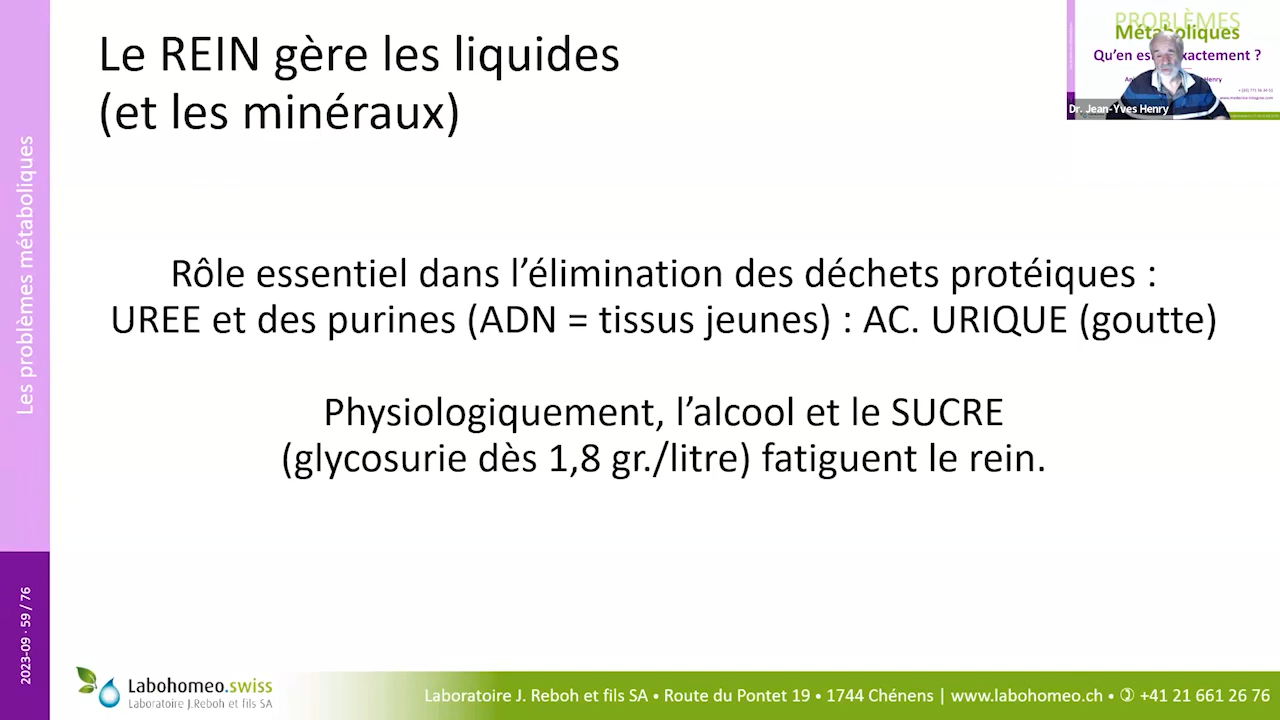 Le REIN gère les liquides
(et les minéraux)
PROBLÈMES
Métaboliques
Qu'en es xactement ?
Henry
Dr. Jean-Yves Henry
Les problèmes métaboliques
Rôle essentiel dans l’élimination des déchets protéiques :
UREE et des purines (ADN = tissus jeunes) : AC. URIQUE (goutte)
Physiologiquement, l’alcool et le SUCRE
(glycosurie dès 1,8 gr./litre) fatiguent le rein.
2023-09 · 59 / 76
Labohomeo.swiss
Laboratoire J.Reboh et fils SA
Laboratoire J. Reboh et fils SA • Route du Pontet 19 • 1744 Chénens | www.labohomeo.ch • ✆ +41 21 661 26 76